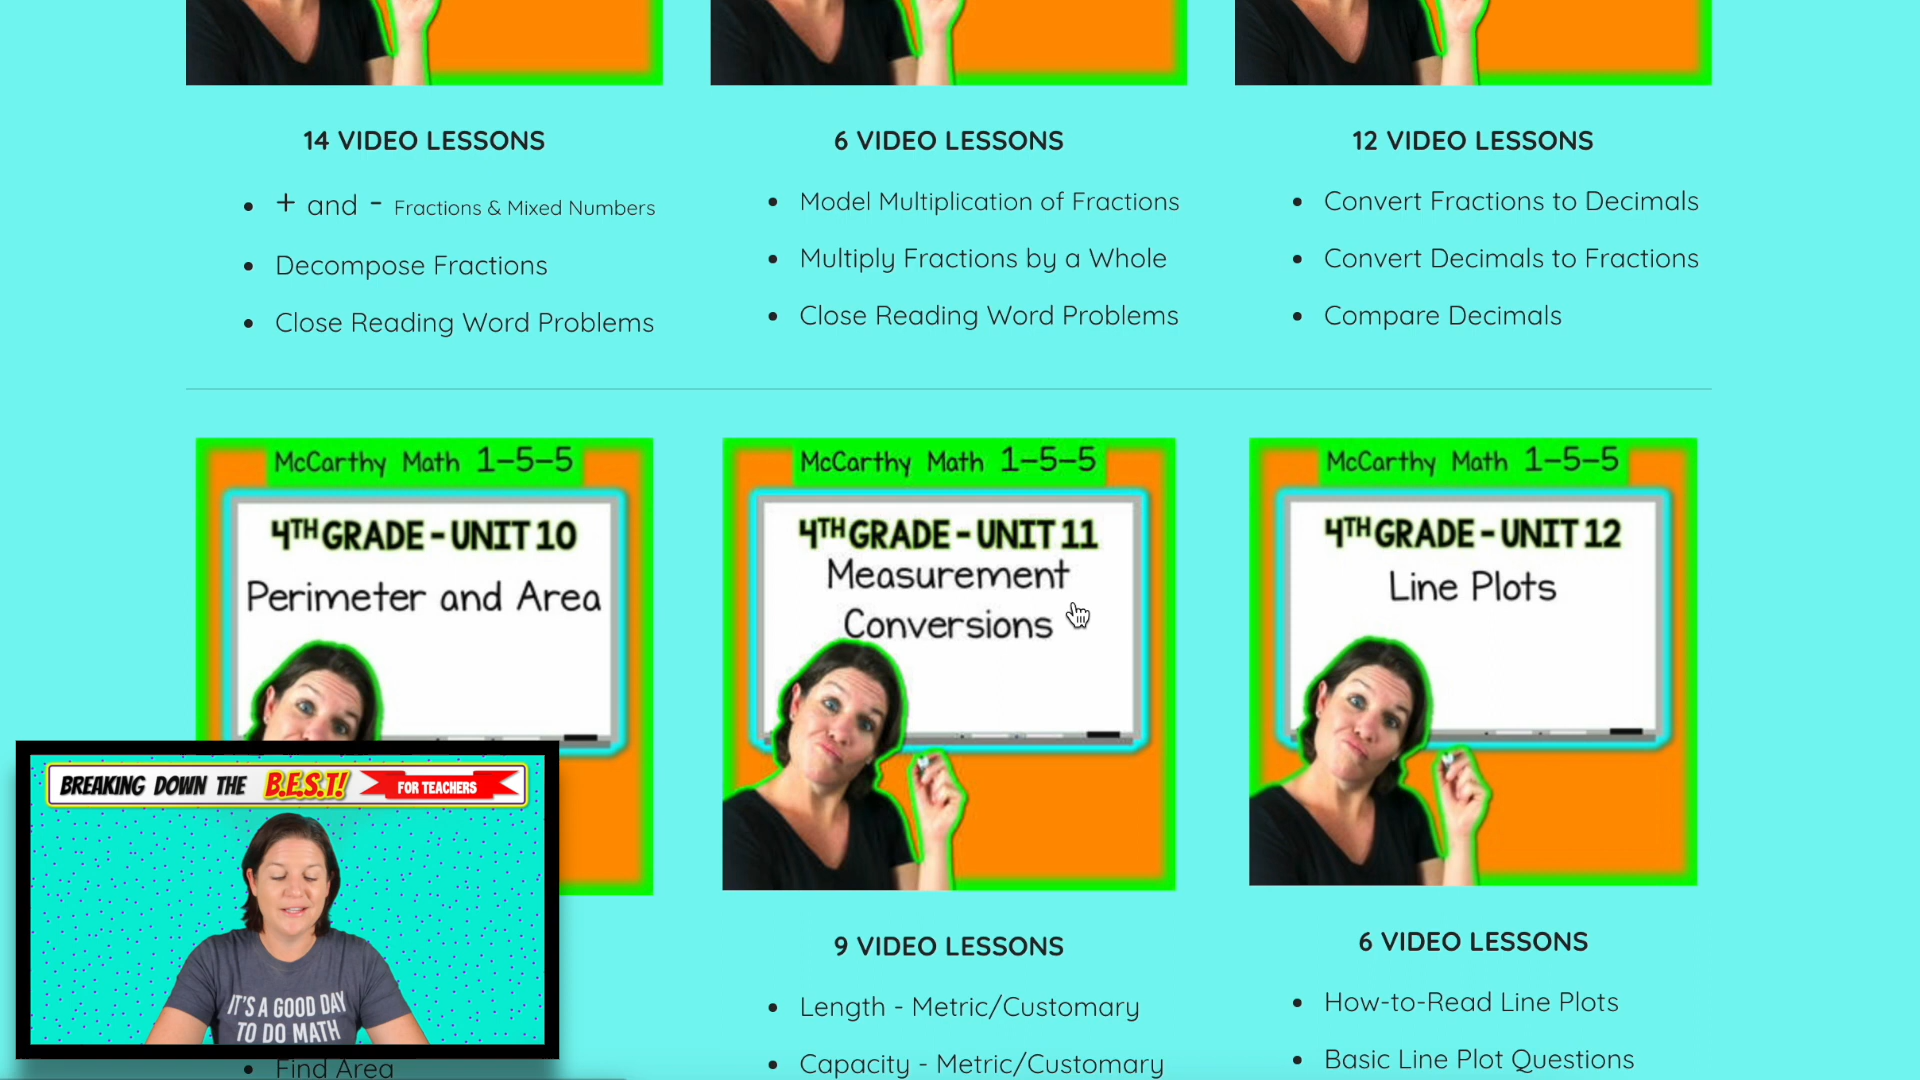 14 VIDEO LESSONS
+ and - Fractions & Mixed Numbers
Decompose Fractions
Close Reading Word Problems
6 VIDEO LESSONS
Model Multiplication of Fractions
Multiply Fractions by a Whole
Close Reading Word Problems
12 VIDEO LESSONS
Convert Fractions to Decimals
Convert Decimals to Fractions
Compare Decimals
McCarthy Math 1-5-5
4TH GRADE - UNIT 10
Perimeter and Area
McCarthy Math 1-5-5
4TH GRADE - UNIT 11
Measurement
Conversions
McCarthy Math 1-5-5
4TH GRADE - UNIT 12
Line Plots
BREAKING DOWN THE B.E.S.T! FOR TEACHERS
IT'S A GOOD DAY
TO DO MATH
Find Area
9 VIDEO LESSONS
Length - Metric/Customary
Capacity - Metric/Customary
6 VIDEO LESSONS
How-to-Read Line Plots
Basic Line Plot Questions